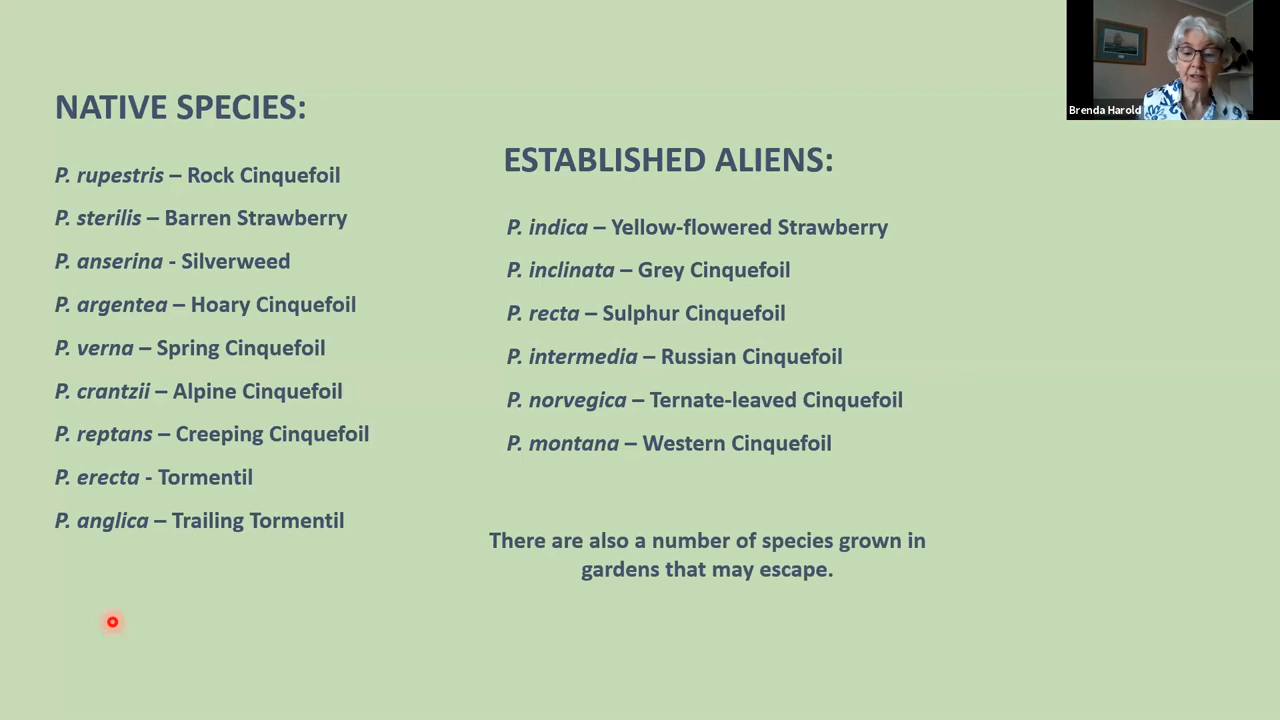 NATIVE SPECIES:
P. rupestris – Rock Cinquefoil
P. sterilis – Barren Strawberry
P. anserina - Silverweed
P. argentea – Hoary Cinquefoil
P. verna – Spring Cinquefoil
P. crantzii – Alpine Cinquefoil
P. reptans – Creeping Cinquefoil
P. erecta - Tormentil
P. anglica – Trailing Tormentil
ESTABLISHED ALIENS:
P. indica – Yellow-flowered Strawberry
P. inclinata – Grey Cinquefoil
P. recta – Sulphur Cinquefoil
P. intermedia – Russian Cinquefoil
P. norvegica – Ternate-leaved Cinquefoil
P. montana – Western Cinquefoil
There are also a number of species grown in
gardens that may escape.
Brenda Harold